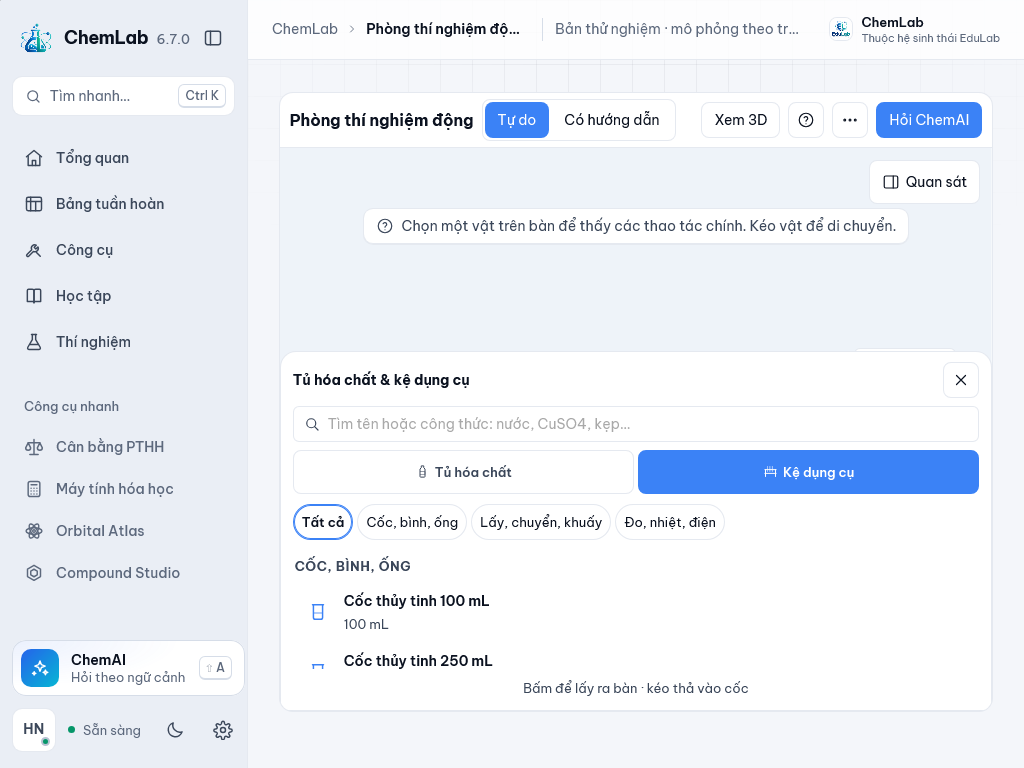 ChemLab 6.7.0
Tìm nhanh... Ctrl K
Tổng quan
Bảng tuần hoàn
Công cụ
Học tập
Thí nghiệm
Công cụ nhanh
Cân bằng PTHH
Máy tính hóa học
Orbital Atlas
Compound Studio
ChemAI
Hỏi theo ngữ cảnh
⇧ A
HN
Sẵn sàng
ChemLab › Phòng thí nghiệm độ...
Bản thử nghiệm · mô phỏng theo tr...
EduLab
ChemLab
Thuộc hệ sinh thái EduLab
Phòng thí nghiệm động
Tự do
Có hướng dẫn
Xem 3D
Hỏi ChemAI
Quan sát
Chọn một vật trên bàn để thấy các thao tác chính. Kéo vật để di chuyển.
Tủ hóa chất & kệ dụng cụ
Tìm tên hoặc công thức: nước, CuSO4, kẹp...
Tủ hóa chất
Kệ dụng cụ
Tất cả
Cốc, bình, ống
Lấy, chuyển, khuấy
Đo, nhiệt, điện
CỐC, BÌNH, ỐNG
Cốc thủy tinh 100 mL
100 mL
Cốc thủy tinh 250 mL
Bấm để lấy ra bàn · kéo thả vào cốc